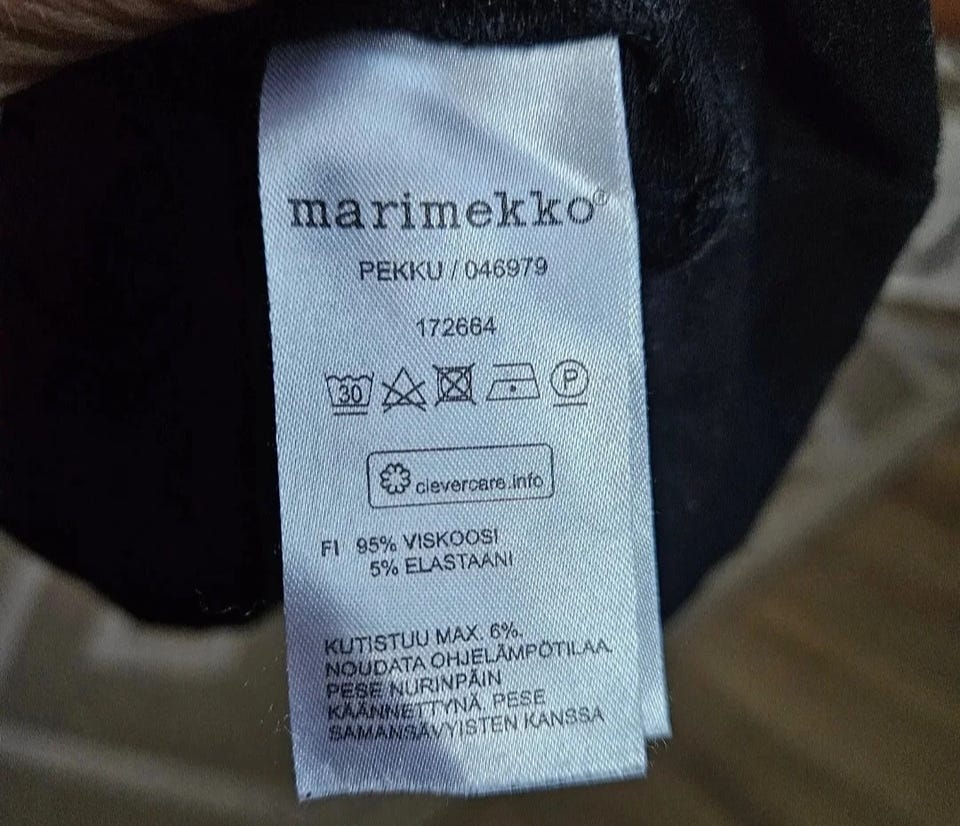 marimekko®
PEKKU / 046979
172664
30 P
clevercare.info
FI 95% VISKOOSI
5% ELASTAANI
KUTISTUU MAX. 6%.
NOUDATA OHJELÄMPÖTILAA.
PESE NURINPÄIN
KÄÄNNETTYNÄ. PESE
SAMANSÄVYISTEN KANSSA